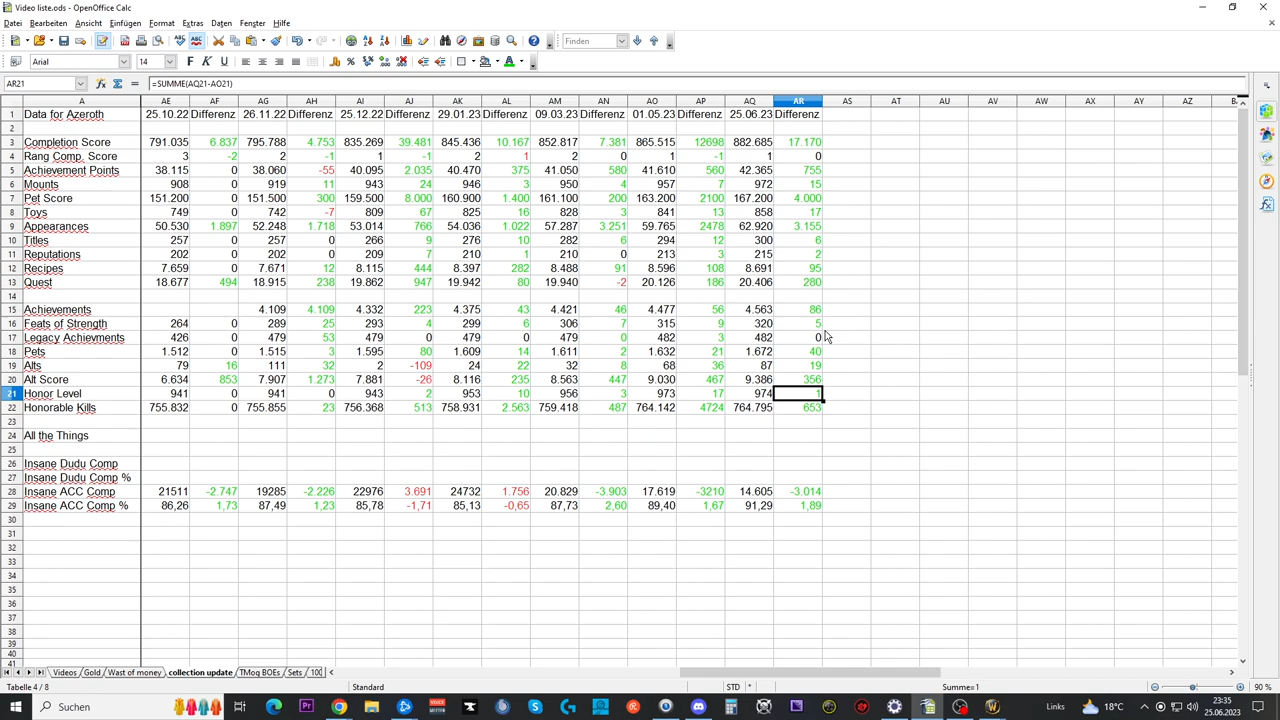 Video liste.ods - OpenOffice Calc
Datei Bearbeiten Ansicht Einfügen Format Extras Daten Fenster Hilfe
Finden
Arial 14
AR21 =SUMME(AQ21-AO21)
A AE AF AG AH AI AJ AK AL AM AN AO AP AQ AR AS AT AU AV AW AX AY AZ
1 25.10.22 Differenz 26.11.22 Differenz 25.12.22 Differenz 29.01.23 Differenz Differenz 01.05.23 Differenz 25.06.23 Differenz
2
3 Completion Score 791.035 6.837 795.788 4.753 835.269 39.481 845.436 10.167 852.817 7.381 865.515 12698 882.685 17.170
4 Rang Comp. Score 3 -2 2 -1 1 -1 2 1 2 0 1 -1 1 0
5 Achievement Points 38.115 0 38.060 -55 40.095 2.035 40.470 375 41.050 580 41.610 560 42.365 755
6 Mounts 908 0 919 11 943 24 946 3 950 4 957 7 972 15
7 Pet Score 151.200 0 151.500 300 159.500 8.000 160.900 1.400 161.100 200 163.200 2100 167.200 4.000
8 Toys 749 0 742 -7 809 67 825 16 828 3 841 13 858 17
9 Appearances 50.530 1.897 52.248 1.718 53.014 766 54.036 1.022 57.287 3.251 59.765 2478 62.920 3.155
10 Titles 257 0 257 0 266 9 276 10 282 6 294 12 300 6
11 Reputations 202 0 202 0 209 7 210 1 210 0 213 3 215 2
12 Recipes 7.659 0 7.671 12 8.115 444 8.397 282 8.488 91 8.596 108 8.691 95
13 Quest 18.677 494 18.915 238 19.862 947 19.942 80 19.940 -2 20.126 186 20.406 280
14
15 Achievements 4.109 4.109 4.332 223 4.375 43 4.421 46 4.477 56 4.563 86
16 Feats of Strength 264 0 289 25 293 4 299 6 306 7 315 9 320 5
17 Legacy Achievments 426 0 479 53 479 0 479 0 479 0 482 3 482 0
18 Pets 1.512 0 1.515 3 1.595 80 1.609 14 1.611 2 1.632 21 1.672 40
19 Alts 79 16 111 32 2 -109 24 22 32 8 68 36 87 19
20 Alt Score 6.634 853 7.907 1.273 7.881 -26 8.116 235 8.563 447 9.030 467 9.386 356
21 Honor Level 941 0 941 0 943 2 953 10 956 3 973 17 974 1
22 Honorable Kills 755.832 0 755.855 23 756.368 513 758.931 2.563 759.418 487 764.142 4724 764.795 653
23
24 All the Things
25
26 Insane Dudu Comp
27 Insane Dudu Comp %
28 Insane ACC Comp 21511 -2.747 19285 -2.226 22976 3.691 24732 1.756 20.829 -3.903 17.619 -3210 14.605 -3.014
29 Insane ACC Comp % 86,26 1,73 87,49 1,23 85,78 -1,71 85,13 -0,65 87,73 2,60 89,40 1,67 91,29 1,89
30
31
32
33
34
35
36
37
38
39
40
41
Videos Gold Wast of money collection update TMog BOEs Sets
Tabelle 4 / 8 Standard STD * Summe=1 90 %
Suchen Links 18°C 23:35
25.06.2023